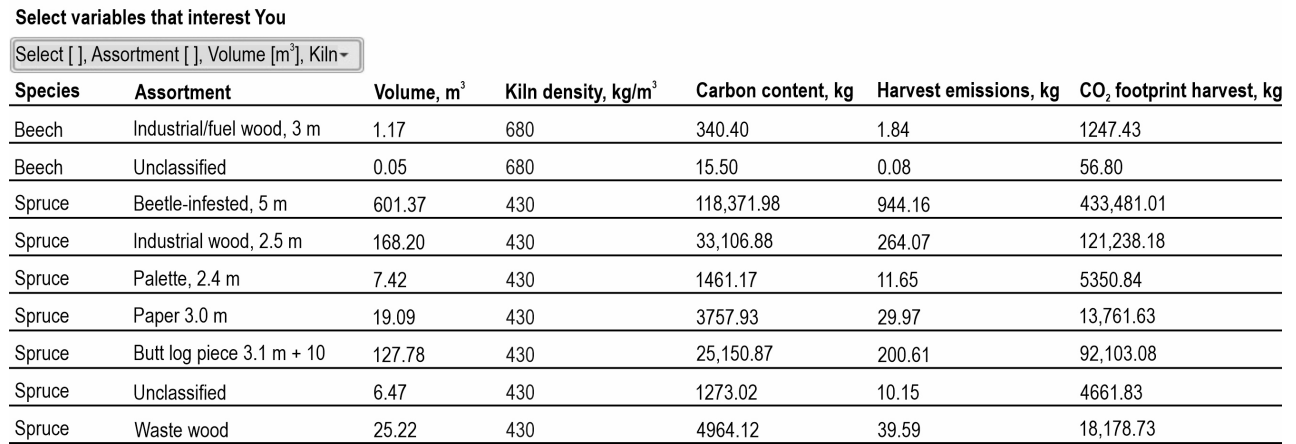 Select variables that interest You
Select [ ], Assortment [ ], Volume [m³], Kiln
Species Assortment Volume, m³ Kiln density, kg/m³ Carbon content, kg Harvest emissions, kg CO₂ footprint harvest, kg
Beech Industrial/fuel wood, 3 m 1.17 680 340.40 1.84 1247.43
Beech Unclassified 0.05 680 15.50 0.08 56.80
Spruce Beetle-infested, 5 m 601.37 430 118,371.98 944.16 433,481.01
Spruce Industrial wood, 2.5 m 168.20 430 33,106.88 264.07 121,238.18
Spruce Palette, 2.4 m 7.42 430 1461.17 11.65 5350.84
Spruce Paper 3.0 m 19.09 430 3757.93 29.97 13,761.63
Spruce Butt log piece 3.1 m + 10 127.78 430 25,150.87 200.61 92,103.08
Spruce Unclassified 6.47 430 1273.02 10.15 4661.83
Spruce Waste wood 25.22 430 4964.12 39.59 18,178.73